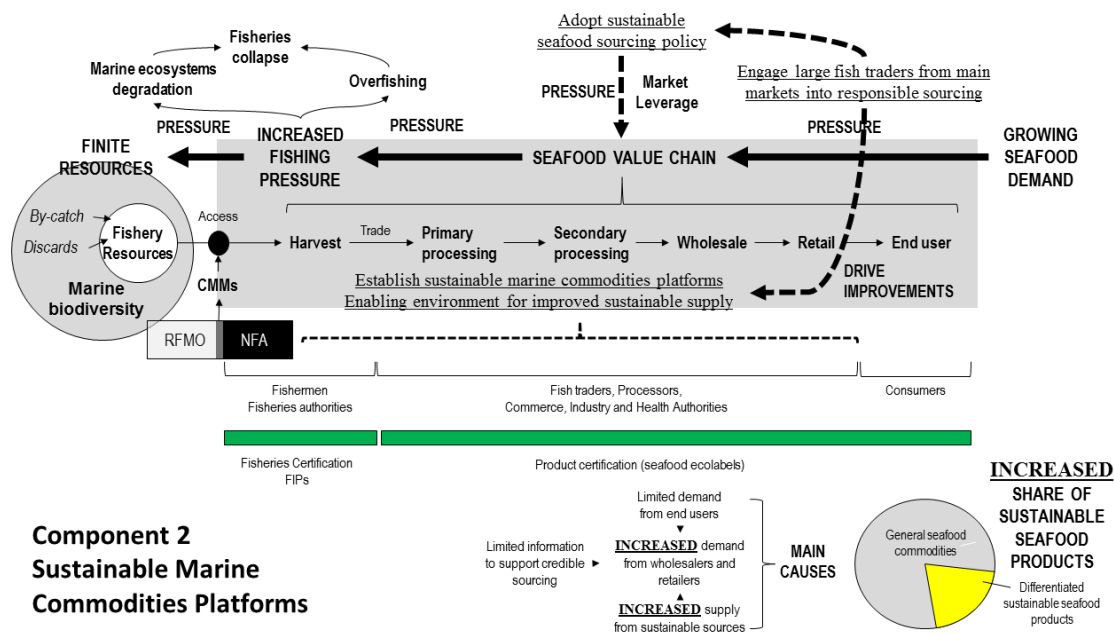 Adopt sustainable
seafood sourcing policy
Fisheries
collapse
Marine ecosystems
degradation
Overfishing
PRESSURE
Market
Leverage
Engage large fish traders from main
markets into responsible sourcing
PRESSURE
PRESSURE
PRESSURE
FINITE
RESOURCES
INCREASED
FISHING
PRESSURE
SEAFOOD VALUE CHAIN
GROWING
SEAFOOD
DEMAND
By-catch
Discards
Fishery
Resources
Marine
biodiversity
Access
CMMs
Harvest
Trade
Primary
processing
Secondary
processing
Wholesale
Retail
End user
Establish sustainable marine commodities platforms
Enabling environment for improved sustainable supply
DRIVE
IMPROVEMENTS
RFMO
NFA
Fishermen
Fisheries authorities
Fish traders, Processors,
Commerce, Industry and Health Authorities
Consumers
Fisheries Certification
FIPs
Product certification (seafood ecolabels)
Component 2
Sustainable Marine
Commodities Platforms
Limited information
to support credible
sourcing
Limited demand
from end users
INCREASED demand
from wholesalers and
retailers
INCREASED supply
from sustainable sources
MAIN
CAUSES
General seafood
commodities
INCREASED
SHARE OF
SUSTAINABLE
SEAFOOD
PRODUCTS
Differentiated
sustainable seafood
products